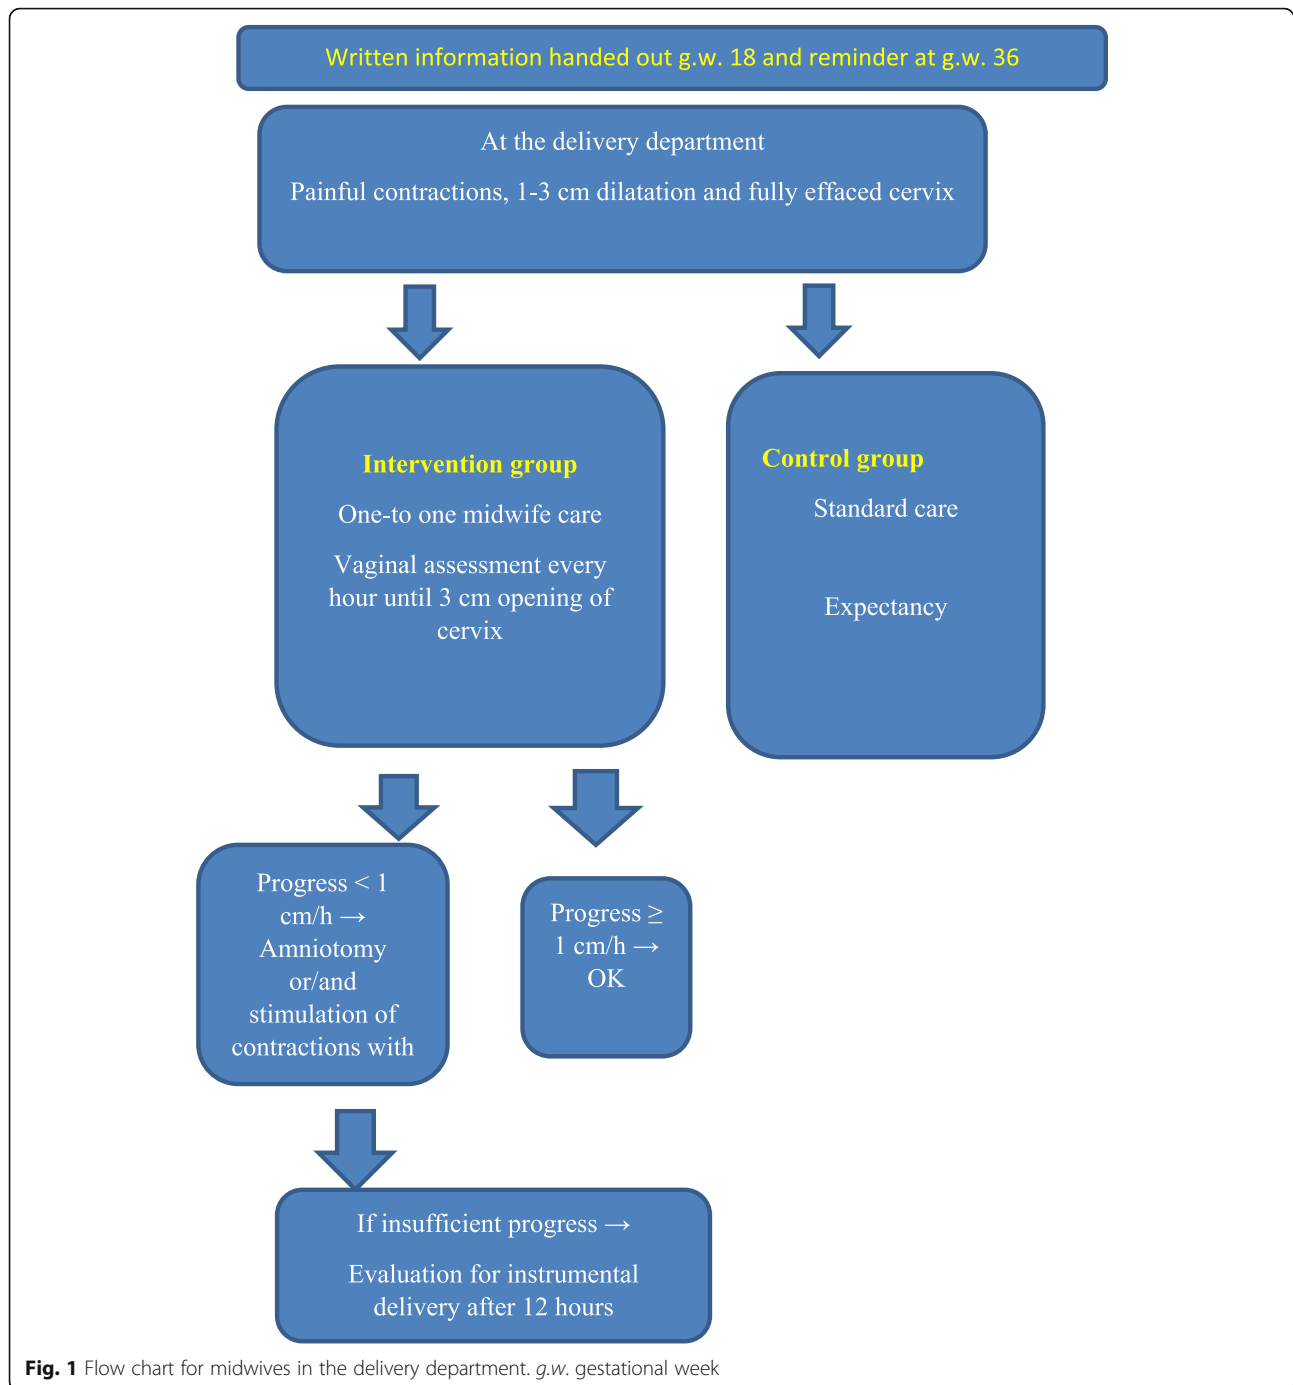 Written information handed out g.w. 18 and reminder at g.w. 36
At the delivery department
Painful contractions, 1-3 cm dilatation and fully effaced cervix
Intervention group
One-to one midwife care
Vaginal assessment every
hour until 3 cm opening of
cervix
Control group
Standard care
Expectancy
Progress < 1
cm/h →
Amniotomy
or/and
stimulation of
contractions with
Progress ≥
1 cm/h →
OK
If insufficient progress →
Evaluation for instrumental
delivery after 12 hours
Fig. 1 Flow chart for midwives in the delivery department. g.w. gestational week